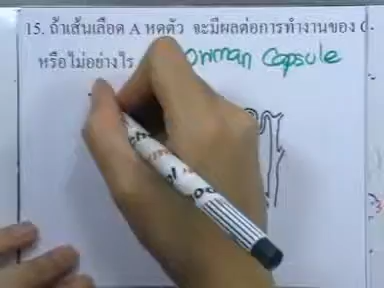 15. ถ้าเส้นเลือด A หดตัว จะมีผลต่อการทำงานของ
หรือไม่อย่างไร owman Capsule